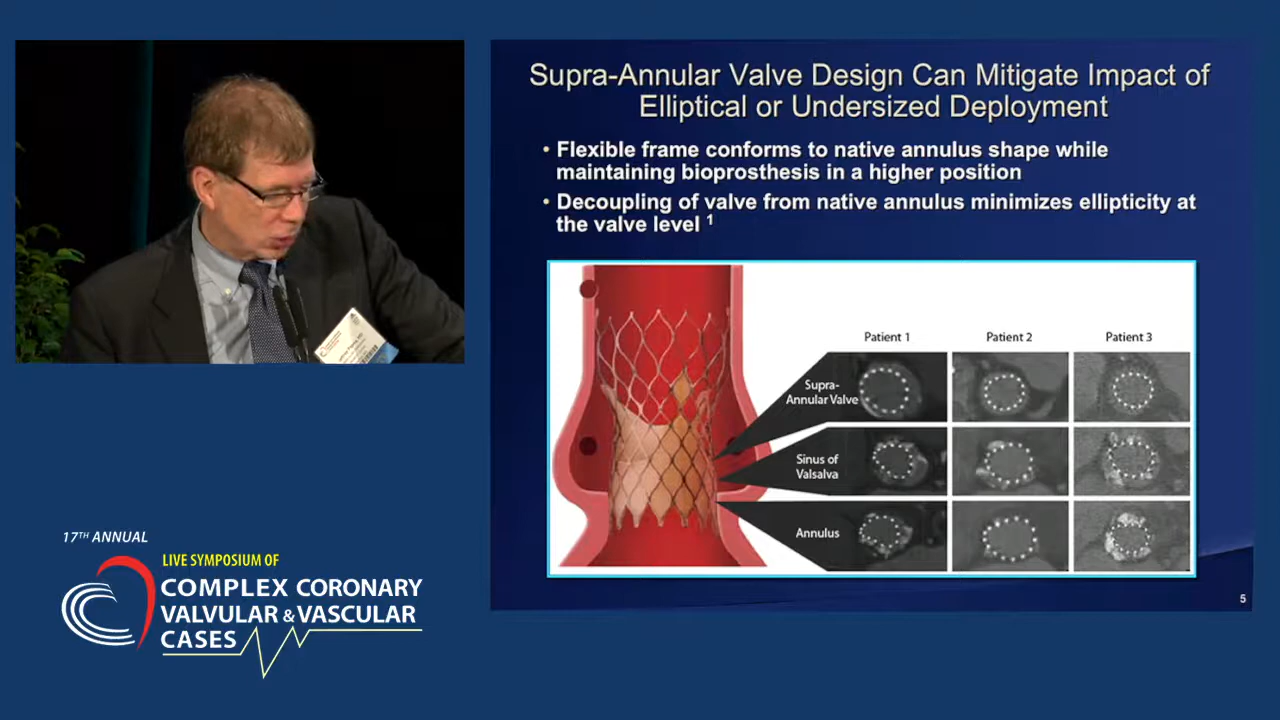 Supra-Annular Valve Design Can Mitigate Impact of
Elliptical or Undersized Deployment
• Flexible frame conforms to native annulus shape while
maintaining bioprosthesis in a higher position
• Decoupling of valve from native annulus minimizes ellipticity at
the valve level 1
Patient 1
Patient 2
Patient 3
Supra-
Annular Valve
Sinus of
Valsalva
Annulus
5
17TH ANNUAL
LIVE SYMPOSIUM OF
COMPLEX CORONARY
VALVULAR & VASCULAR
CASES